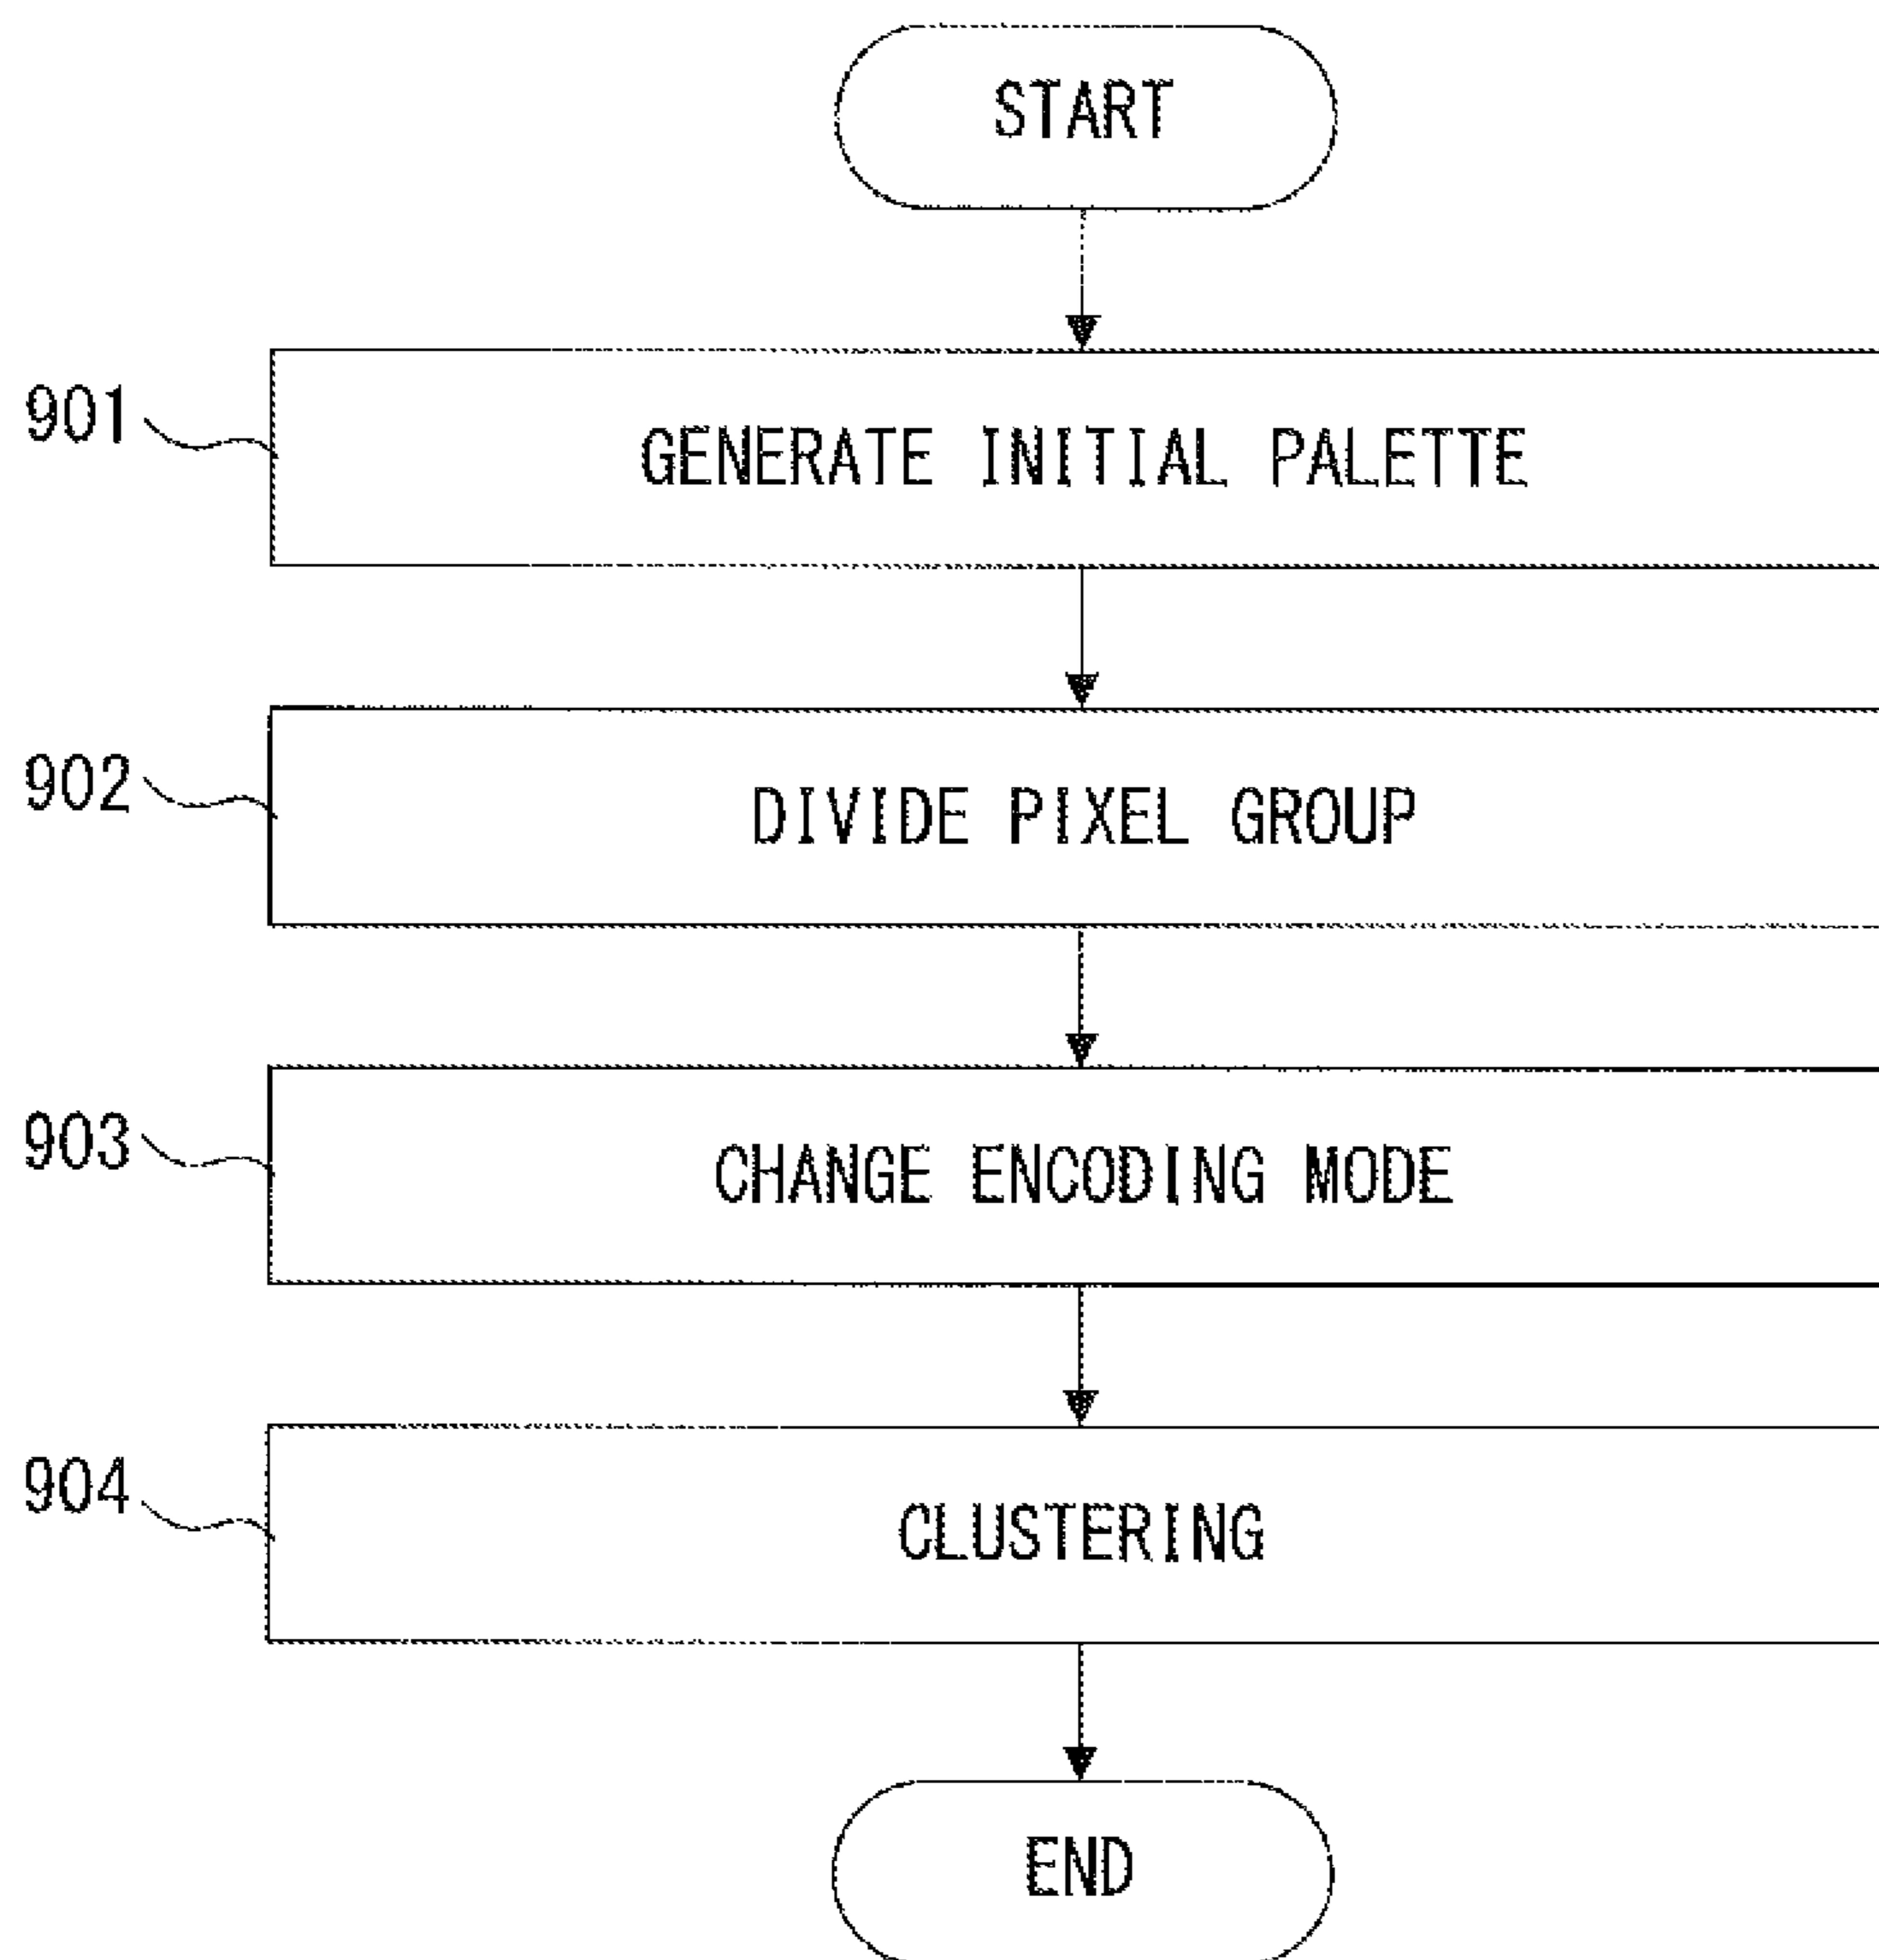 START
901
GENERATE INITIAL PALETTE
902
DIVIDE PIXEL GROUP
903
CHANGE ENCODING MODE
904
CLUSTERING
END